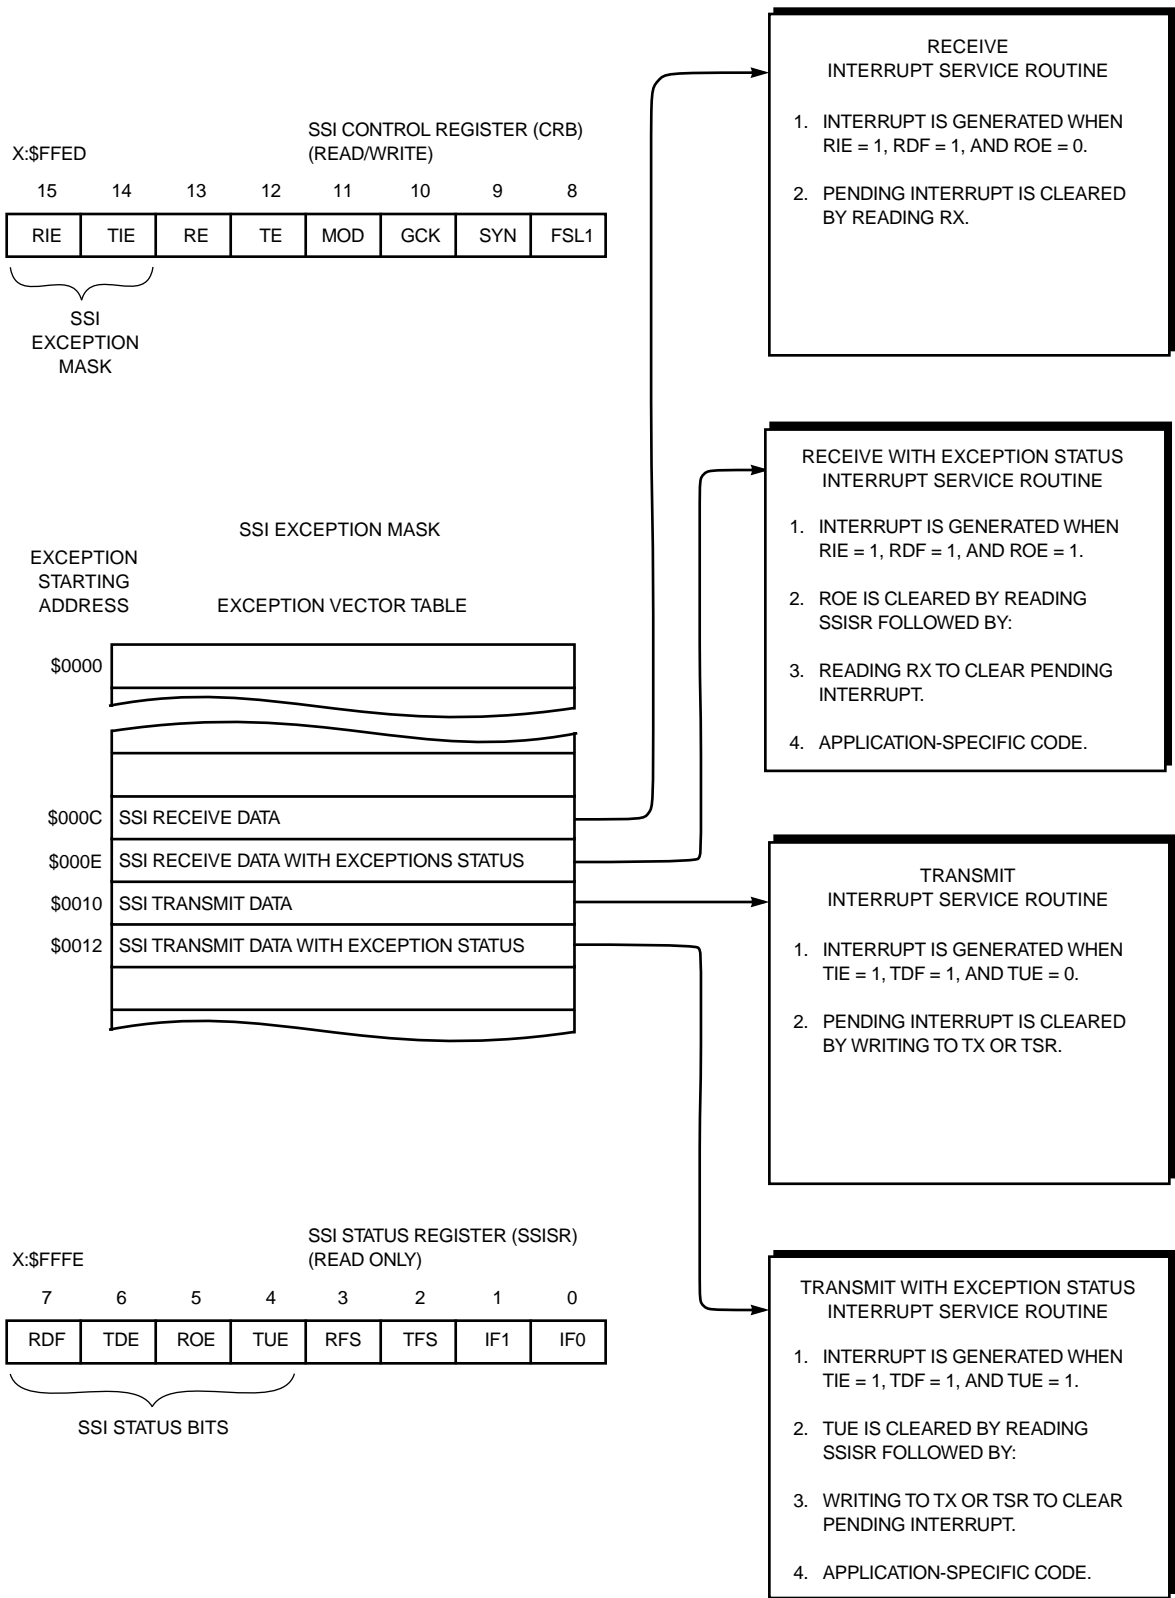 SSI CONTROL REGISTER (CRB)
X:$FFED (READ/WRITE)
15 14 13 12 11 10 9 8
RIE TIE RE TE MOD GCK SYN FSL1
SSI
EXCEPTION
MASK
SSI EXCEPTION MASK
EXCEPTION
STARTING
ADDRESS
EXCEPTION VECTOR TABLE
$0000
$000C SSI RECEIVE DATA
$000E SSI RECEIVE DATA WITH EXCEPTIONS STATUS
$0010 SSI TRANSMIT DATA
$0012 SSI TRANSMIT DATA WITH EXCEPTION STATUS
SSI STATUS REGISTER (SSISR)
X:$FFFE (READ ONLY)
7 6 5 4 3 2 1 0
RDF TDE ROE TUE RFS TFS IF1 IF0
SSI STATUS BITS
RECEIVE
INTERRUPT SERVICE ROUTINE
1. INTERRUPT IS GENERATED WHEN
RIE = 1, RDF = 1, AND ROE = 0.
2. PENDING INTERRUPT IS CLEARED
BY READING RX.
RECEIVE WITH EXCEPTION STATUS
INTERRUPT SERVICE ROUTINE
1. INTERRUPT IS GENERATED WHEN
RIE = 1, RDF = 1, AND ROE = 1.
2. ROE IS CLEARED BY READING
SSISR FOLLOWED BY:
3. READING RX TO CLEAR PENDING
INTERRUPT.
4. APPLICATION-SPECIFIC CODE.
TRANSMIT
INTERRUPT SERVICE ROUTINE
1. INTERRUPT IS GENERATED WHEN
TIE = 1, TDF = 1, AND TUE = 0.
2. PENDING INTERRUPT IS CLEARED
BY WRITING TO TX OR TSR.
TRANSMIT WITH EXCEPTION STATUS
INTERRUPT SERVICE ROUTINE
1. INTERRUPT IS GENERATED WHEN
TIE = 1, TDF = 1, AND TUE = 1.
2. TUE IS CLEARED BY READING
SSISR FOLLOWED BY:
3. WRITING TO TX OR TSR TO CLEAR
PENDING INTERRUPT.
4. APPLICATION-SPECIFIC CODE.